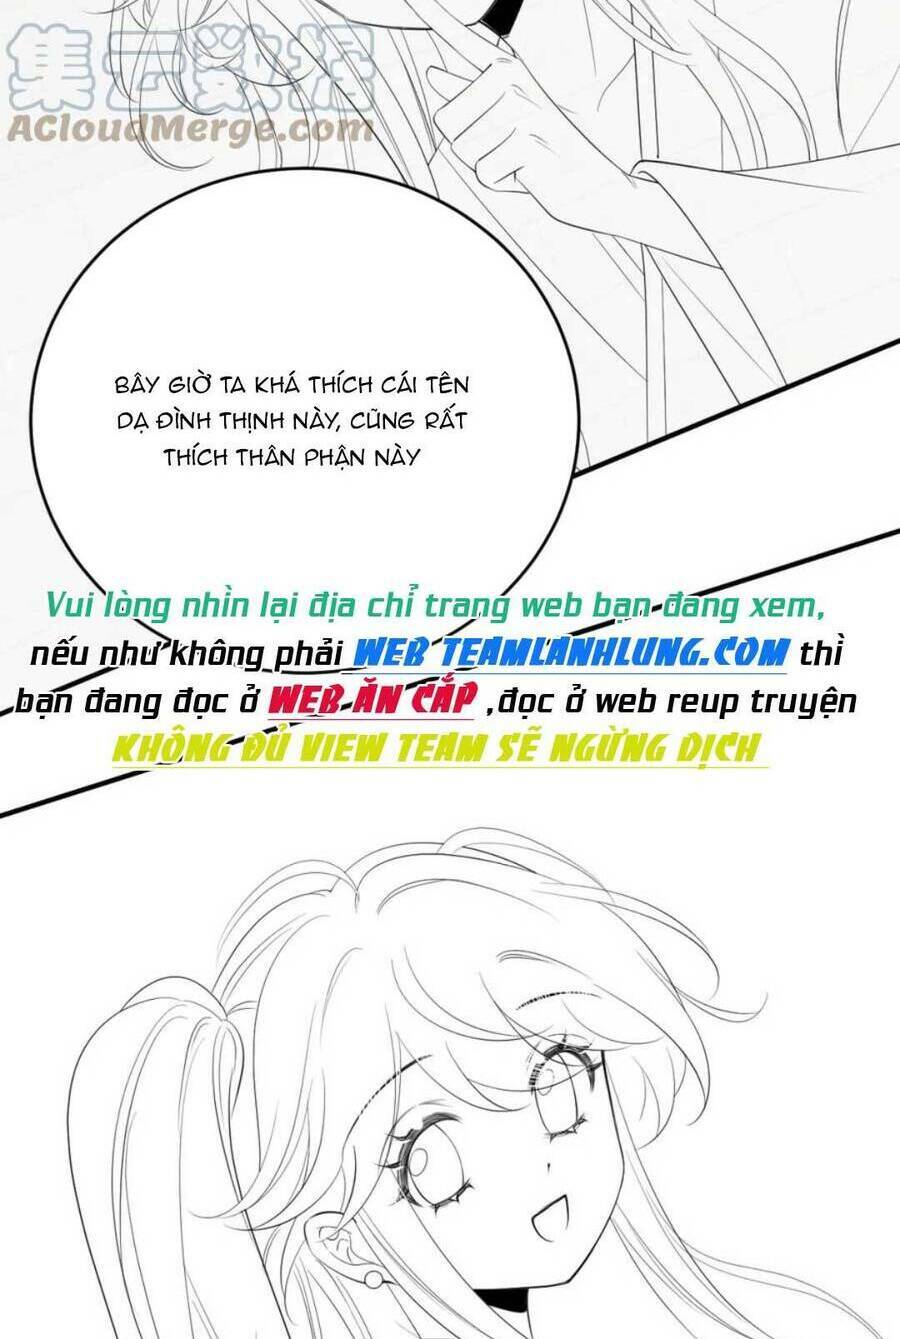 集云数据
ACloudMerge.com
BÂY GIỜ TA KHÁ THÍCH CÁI TÊN
DẠ ĐÌNH THỊNH NÀY, CŨNG RẤT
THÍCH THÂN PHẬN NÀY
Vui lòng nhìn lại địa chỉ trang web bạn đang xem,
nếu như không phải WEB TEAMLANHLUNG.COM thì
bạn đang đọc ở WEB ĂN CẮP ,đọc ở web reup truyện
KHÔNG ĐỦ VIEW TEAM SẼ NGỪNG DỊCH